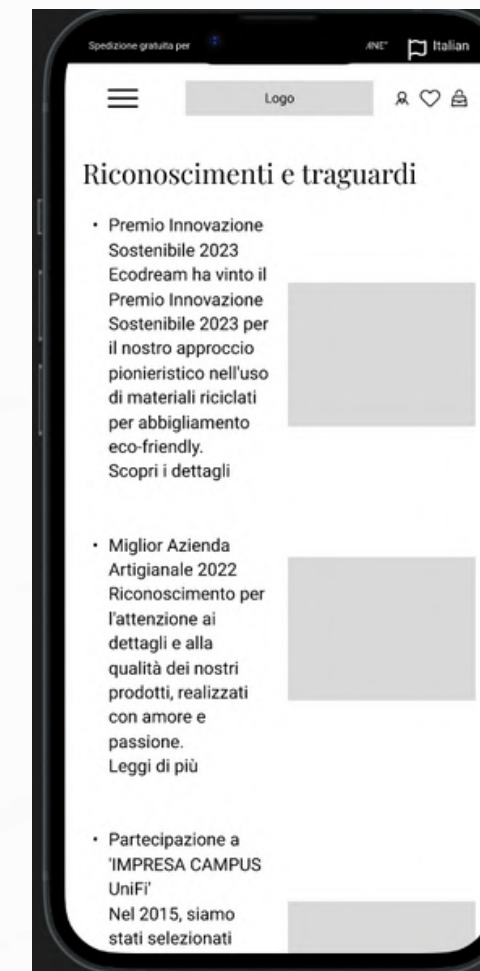 Spedizione gratuita per ANE" Italian
Logo
Riconoscimenti e traguardi
• Premio Innovazione
Sostenibile 2023
Ecodream ha vinto il
Premio Innovazione
Sostenibile 2023 per
il nostro approccio
pionieristico nell'uso
di materiali riciclati
per abbigliamento
eco-friendly.
Scopri i dettagli
• Miglior Azienda
Artigianale 2022
Riconoscimento per
l'attenzione ai
dettagli e alla
qualità dei nostri
prodotti, realizzati
con amore e
passione.
Leggi di più
• Partecipazione a
'IMPRESA CAMPUS
UniFi'
Nel 2015, siamo
stati selezionati